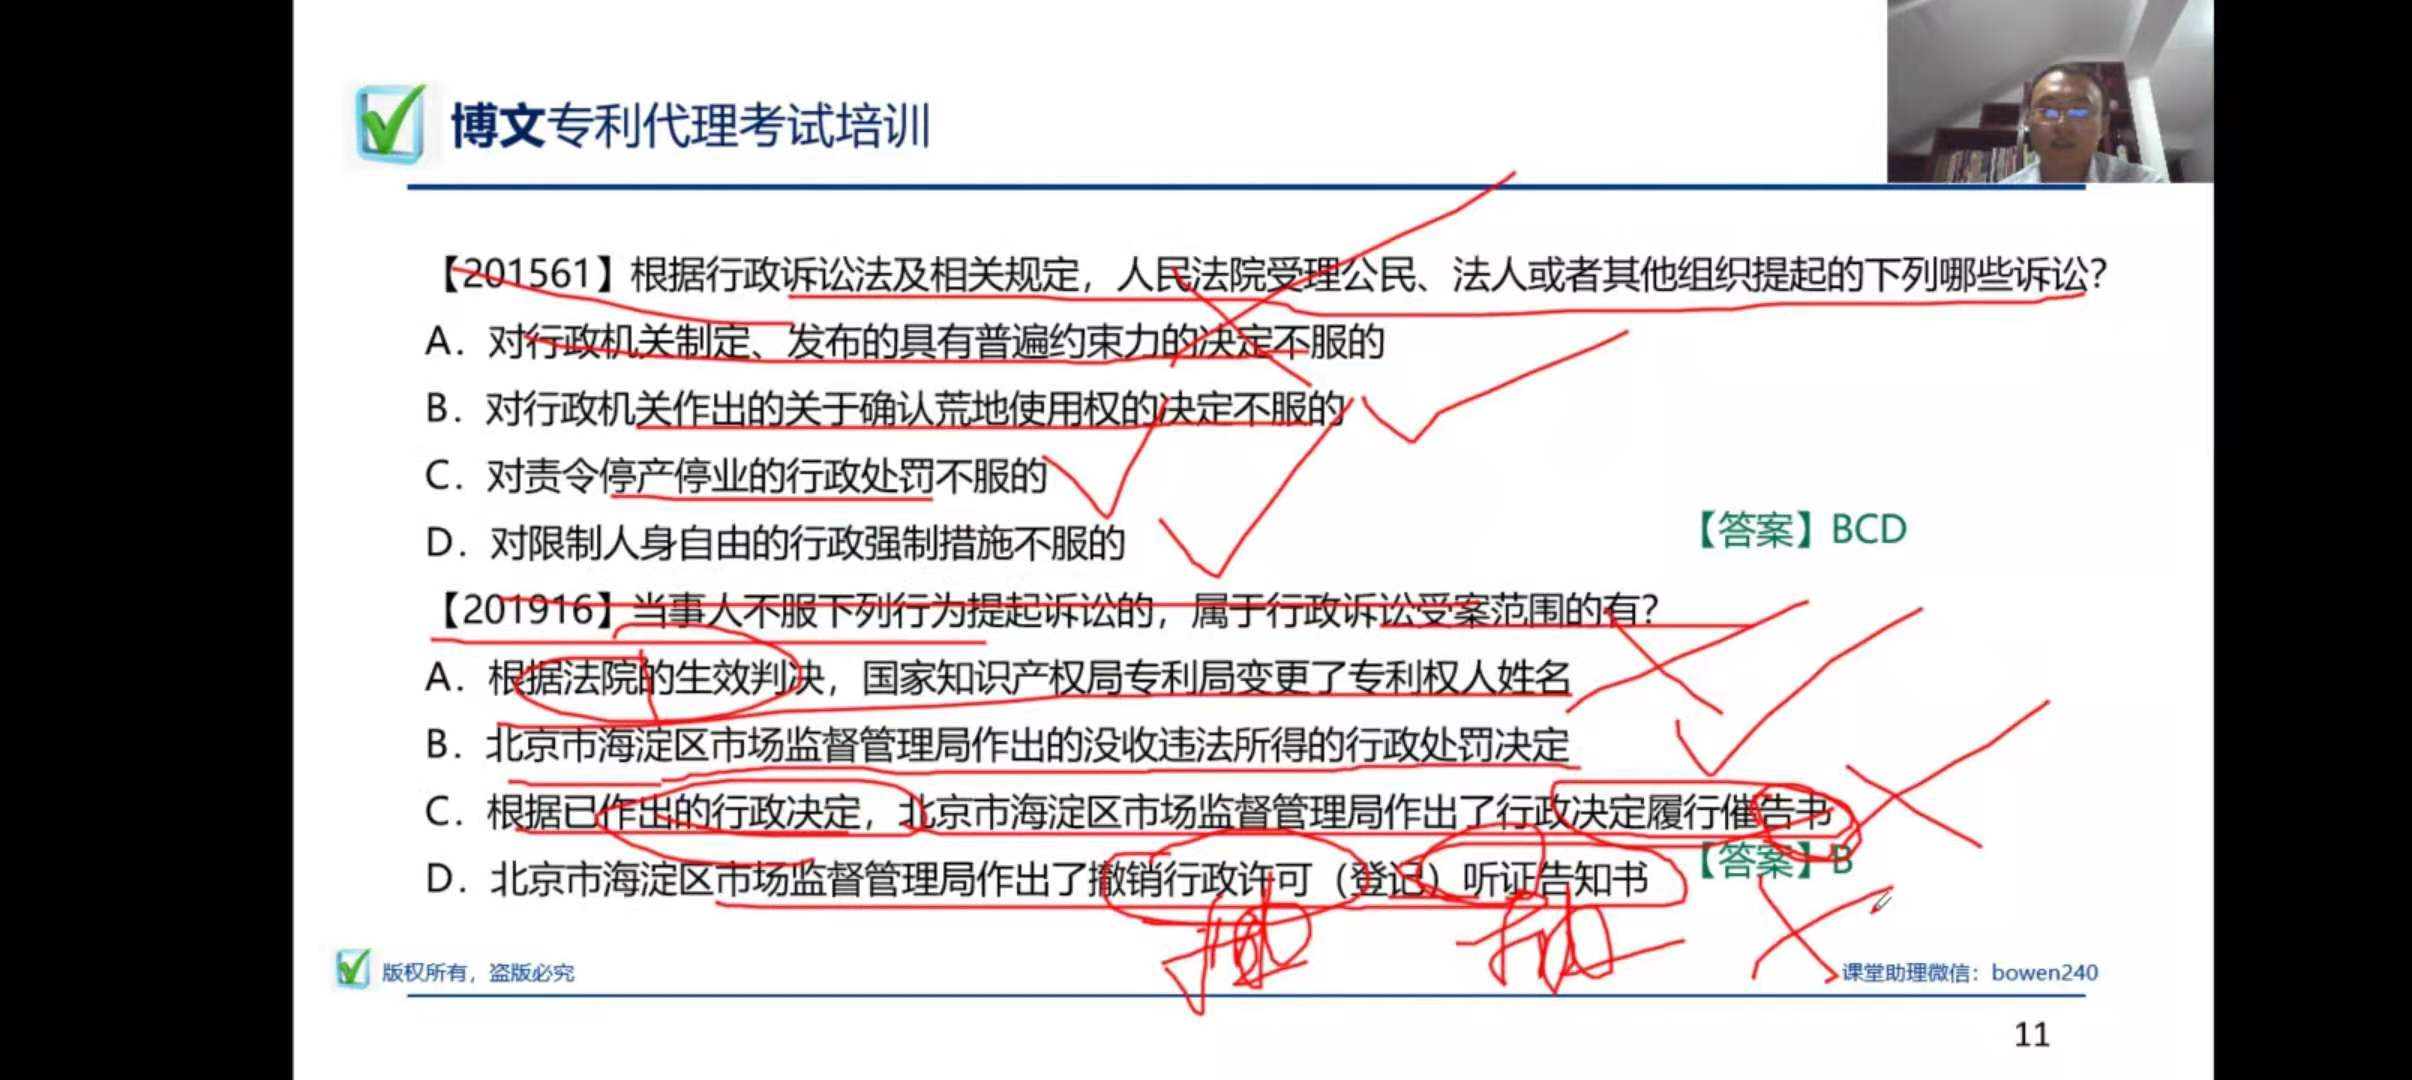 博文专利代理考试培训
【201561】根据行政诉讼法及相关规定，人民法院受理公民、法人或者其他组织提起的下列哪些诉讼？
A. 对行政机关制定、发布的具有普遍约束力的决定不服的
B. 对行政机关作出的关于确认荒地使用权的决定不服的
C. 对责令停产停业的行政处罚不服的
D. 对限制人身自由的行政强制措施不服的
【答案】BCD
【201916】当事人不服下列行为提起诉讼的，属于行政诉讼受案范围的有？
A. 根据法院的生效判决，国家知识产权局专利局变更了专利权人姓名
B. 北京市海淀区市场监督管理局作出的没收违法所得的行政处罚决定
C. 根据已作出的行政决定，北京市海淀区市场监督管理局作出了行政决定履行催告书
D. 北京市海淀区市场监督管理局作出了撤销行政许可（登记）听证告知书
【答案】B
版权所有，盗版必究
课堂助理微信：bowen240
11